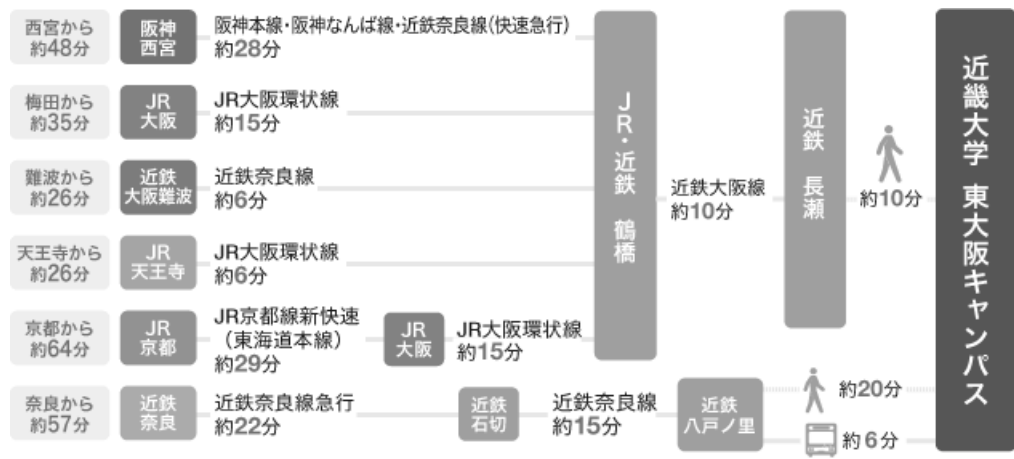 西宮から
約48分
阪神
西宮
阪神本線・阪神なんば線・近鉄奈良線(快速急行)
約28分
梅田から
約35分
JR
大阪
JR大阪環状線
約15分
難波から
約26分
近鉄
大阪難波
近鉄奈良線
約6分
天王寺から
約26分
JR
天王寺
JR大阪環状線
約6分
京都から
約64分
JR
京都
JR京都線新快速
（東海道本線）
約29分
JR
大阪
JR大阪環状線
約15分
JR・近鉄 鶴橋
近鉄大阪線
約10分
近鉄 長瀬
約10分
奈良から
約57分
近鉄
奈良
近鉄奈良線急行
約22分
近鉄
石切
近鉄奈良線
約15分
近鉄
八戸ノ里
約20分
約6分
近畿大学 東大阪キャンパス